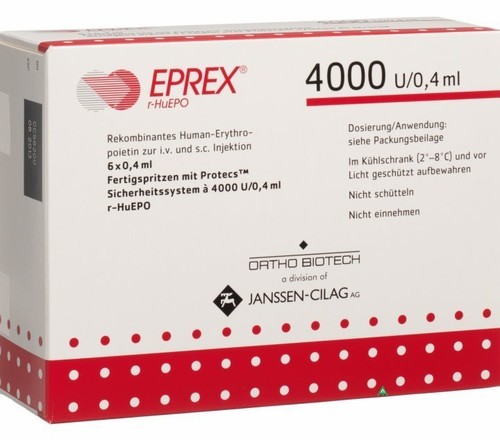 EPREX®
r-HuEPO
4000 U/0,4 ml
Rekombinantes Human-Erythro-
poietin zur i.v. und s.c. Injektion
6 x 0,4 ml
Fertigspritzen mit Protecs™
Sicherheitssystem à 4000 U/0,4 ml
r-HuEPO
Dosierung/Anwendung:
siehe Packungsbeilage
Im Kühlschrank (2°–8°C) und vor
Licht geschützt aufbewahren
Nicht schütteln
Nicht einnehmen
ORTHO BIOTECH
a division of
JANSSEN-CILAG AG
08.2013